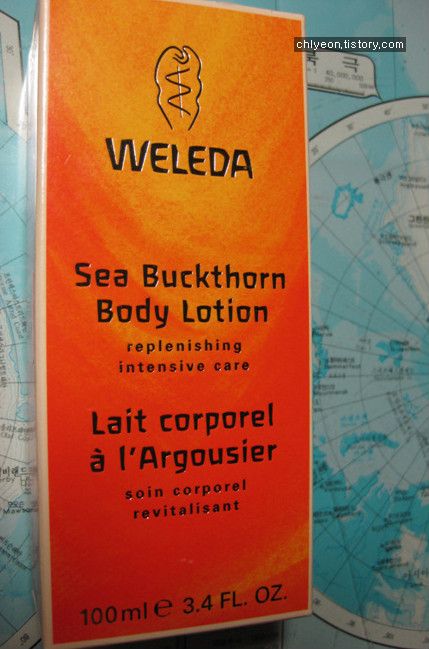 chlyeon.tistory.com
WELEDA
Sea Buckthorn
Body Lotion
replenishing
intensive care
Lait corporel
à l'Argousier
soin corporel
revitalisant
100ml e 3.4 FL. OZ.